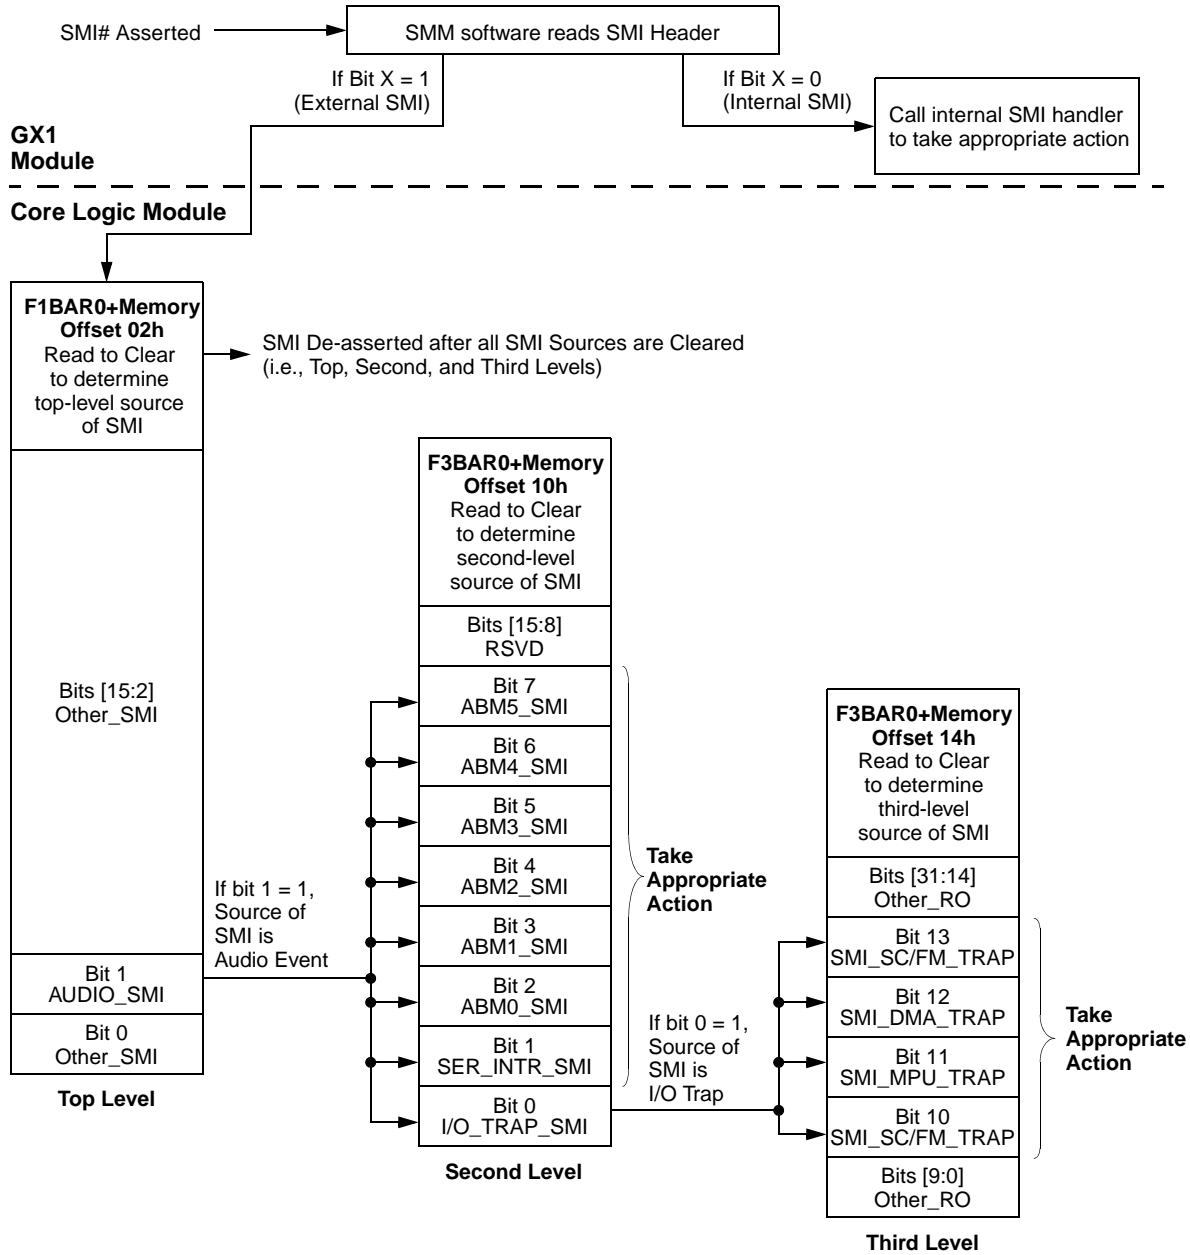 SMI# Asserted
SMM software reads SMI Header
If Bit X = 1
(External SMI)
If Bit X = 0
(Internal SMI)
Call internal SMI handler
to take appropriate action
GX1
Module
Core Logic Module
F1BAR0+Memory
Offset 02h
Read to Clear
to determine
top-level source
of SMI
SMI De-asserted after all SMI Sources are Cleared
(i.e., Top, Second, and Third Levels)
Bits [15:2]
Other_SMI
Bit 1
AUDIO_SMI
Bit 0
Other_SMI
Top Level
If bit 1 = 1,
Source of
SMI is
Audio Event
F3BAR0+Memory
Offset 10h
Read to Clear
to determine
second-level
source of SMI
Bits [15:8]
RSVD
Bit 7
ABM5_SMI
Bit 6
ABM4_SMI
Bit 5
ABM3_SMI
Bit 4
ABM2_SMI
Bit 3
ABM1_SMI
Bit 2
ABM0_SMI
Bit 1
SER_INTR_SMI
Bit 0
I/O_TRAP_SMI
Second Level
Take
Appropriate
Action
If bit 0 = 1,
Source of
SMI is
I/O Trap
F3BAR0+Memory
Offset 14h
Read to Clear
to determine
third-level
source of SMI
Bits [31:14]
Other_RO
Bit 13
SMI_SC/FM_TRAP
Bit 12
SMI_DMA_TRAP
Bit 11
SMI_MPU_TRAP
Bit 10
SMI_SC/FM_TRAP
Bits [9:0]
Other_RO
Third Level
Take
Appropriate
Action